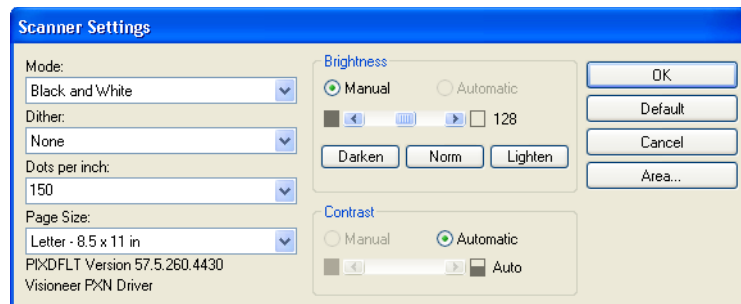 Scanner Settings
Mode:
Black and White
Dither:
None
Dots per inch:
150
Page Size:
Letter - 8.5 x 11 in
PIXDFLT Version 57.5.260.4430
Visioneer PXN Driver
Brightness
Manual Automatic
128
Darken Norm Lighten
Contrast
Manual Automatic
Auto
OK
Default
Cancel
Area...